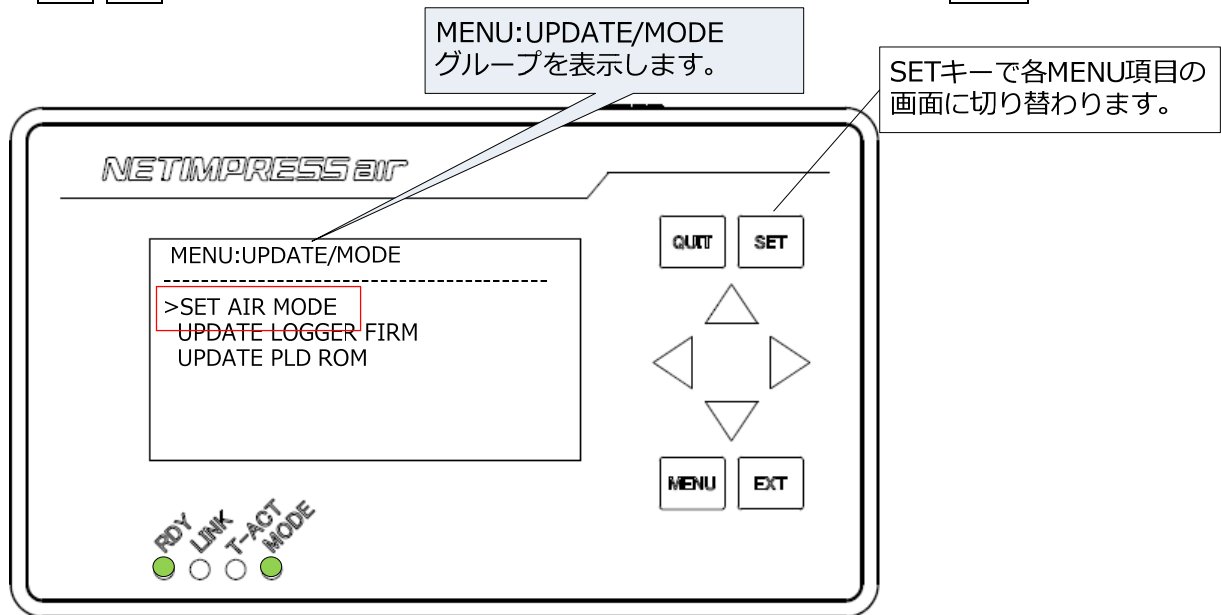 MENU:UPDATE/MODE
グループを表示します。
SETキーで各MENU項目の
画面に切り替わります。
NETIMPRESS air
MENU:UPDATE/MODE
-----------------------------------------
>SET AIR MODE
UPDATE LOGGER FIRM
UPDATE PLD ROM
QUIT
SET
MENU
EXT
RDY
LINK
T-ACT
MODE